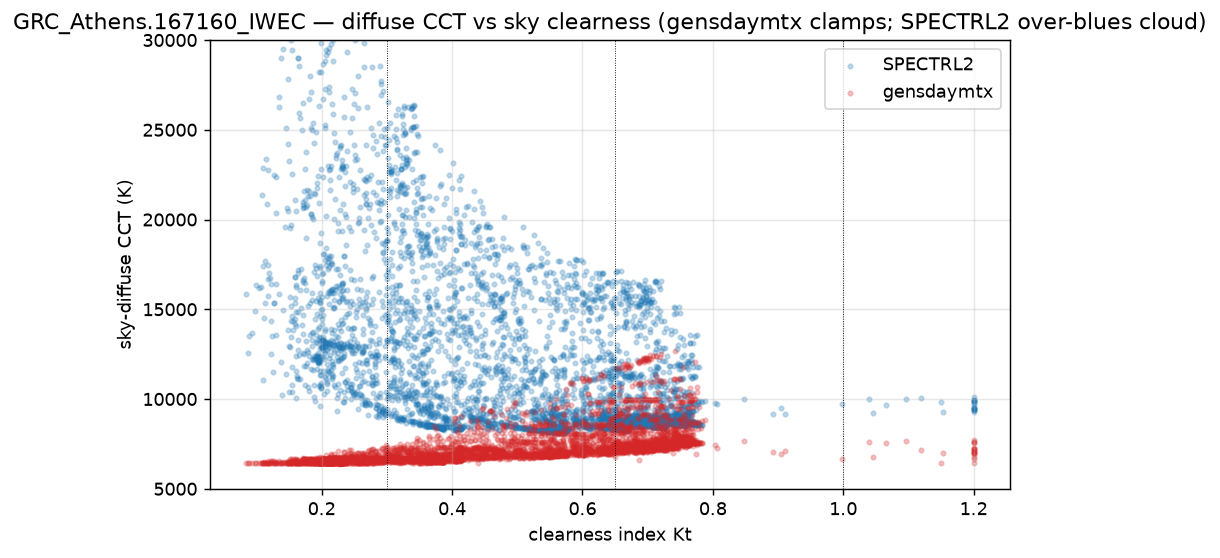 GRC_Athens.167160_IWEC — diffuse CCT vs sky clearness (gensdaymtx clamps; SPECTRL2 over-blues cloud)
SPECTRL2
gensdaymtx
sky-diffuse CCT (K)
30000
25000
20000
15000
10000
5000
0.2
0.4
0.6
0.8
1.0
1.2
clearness index Kt